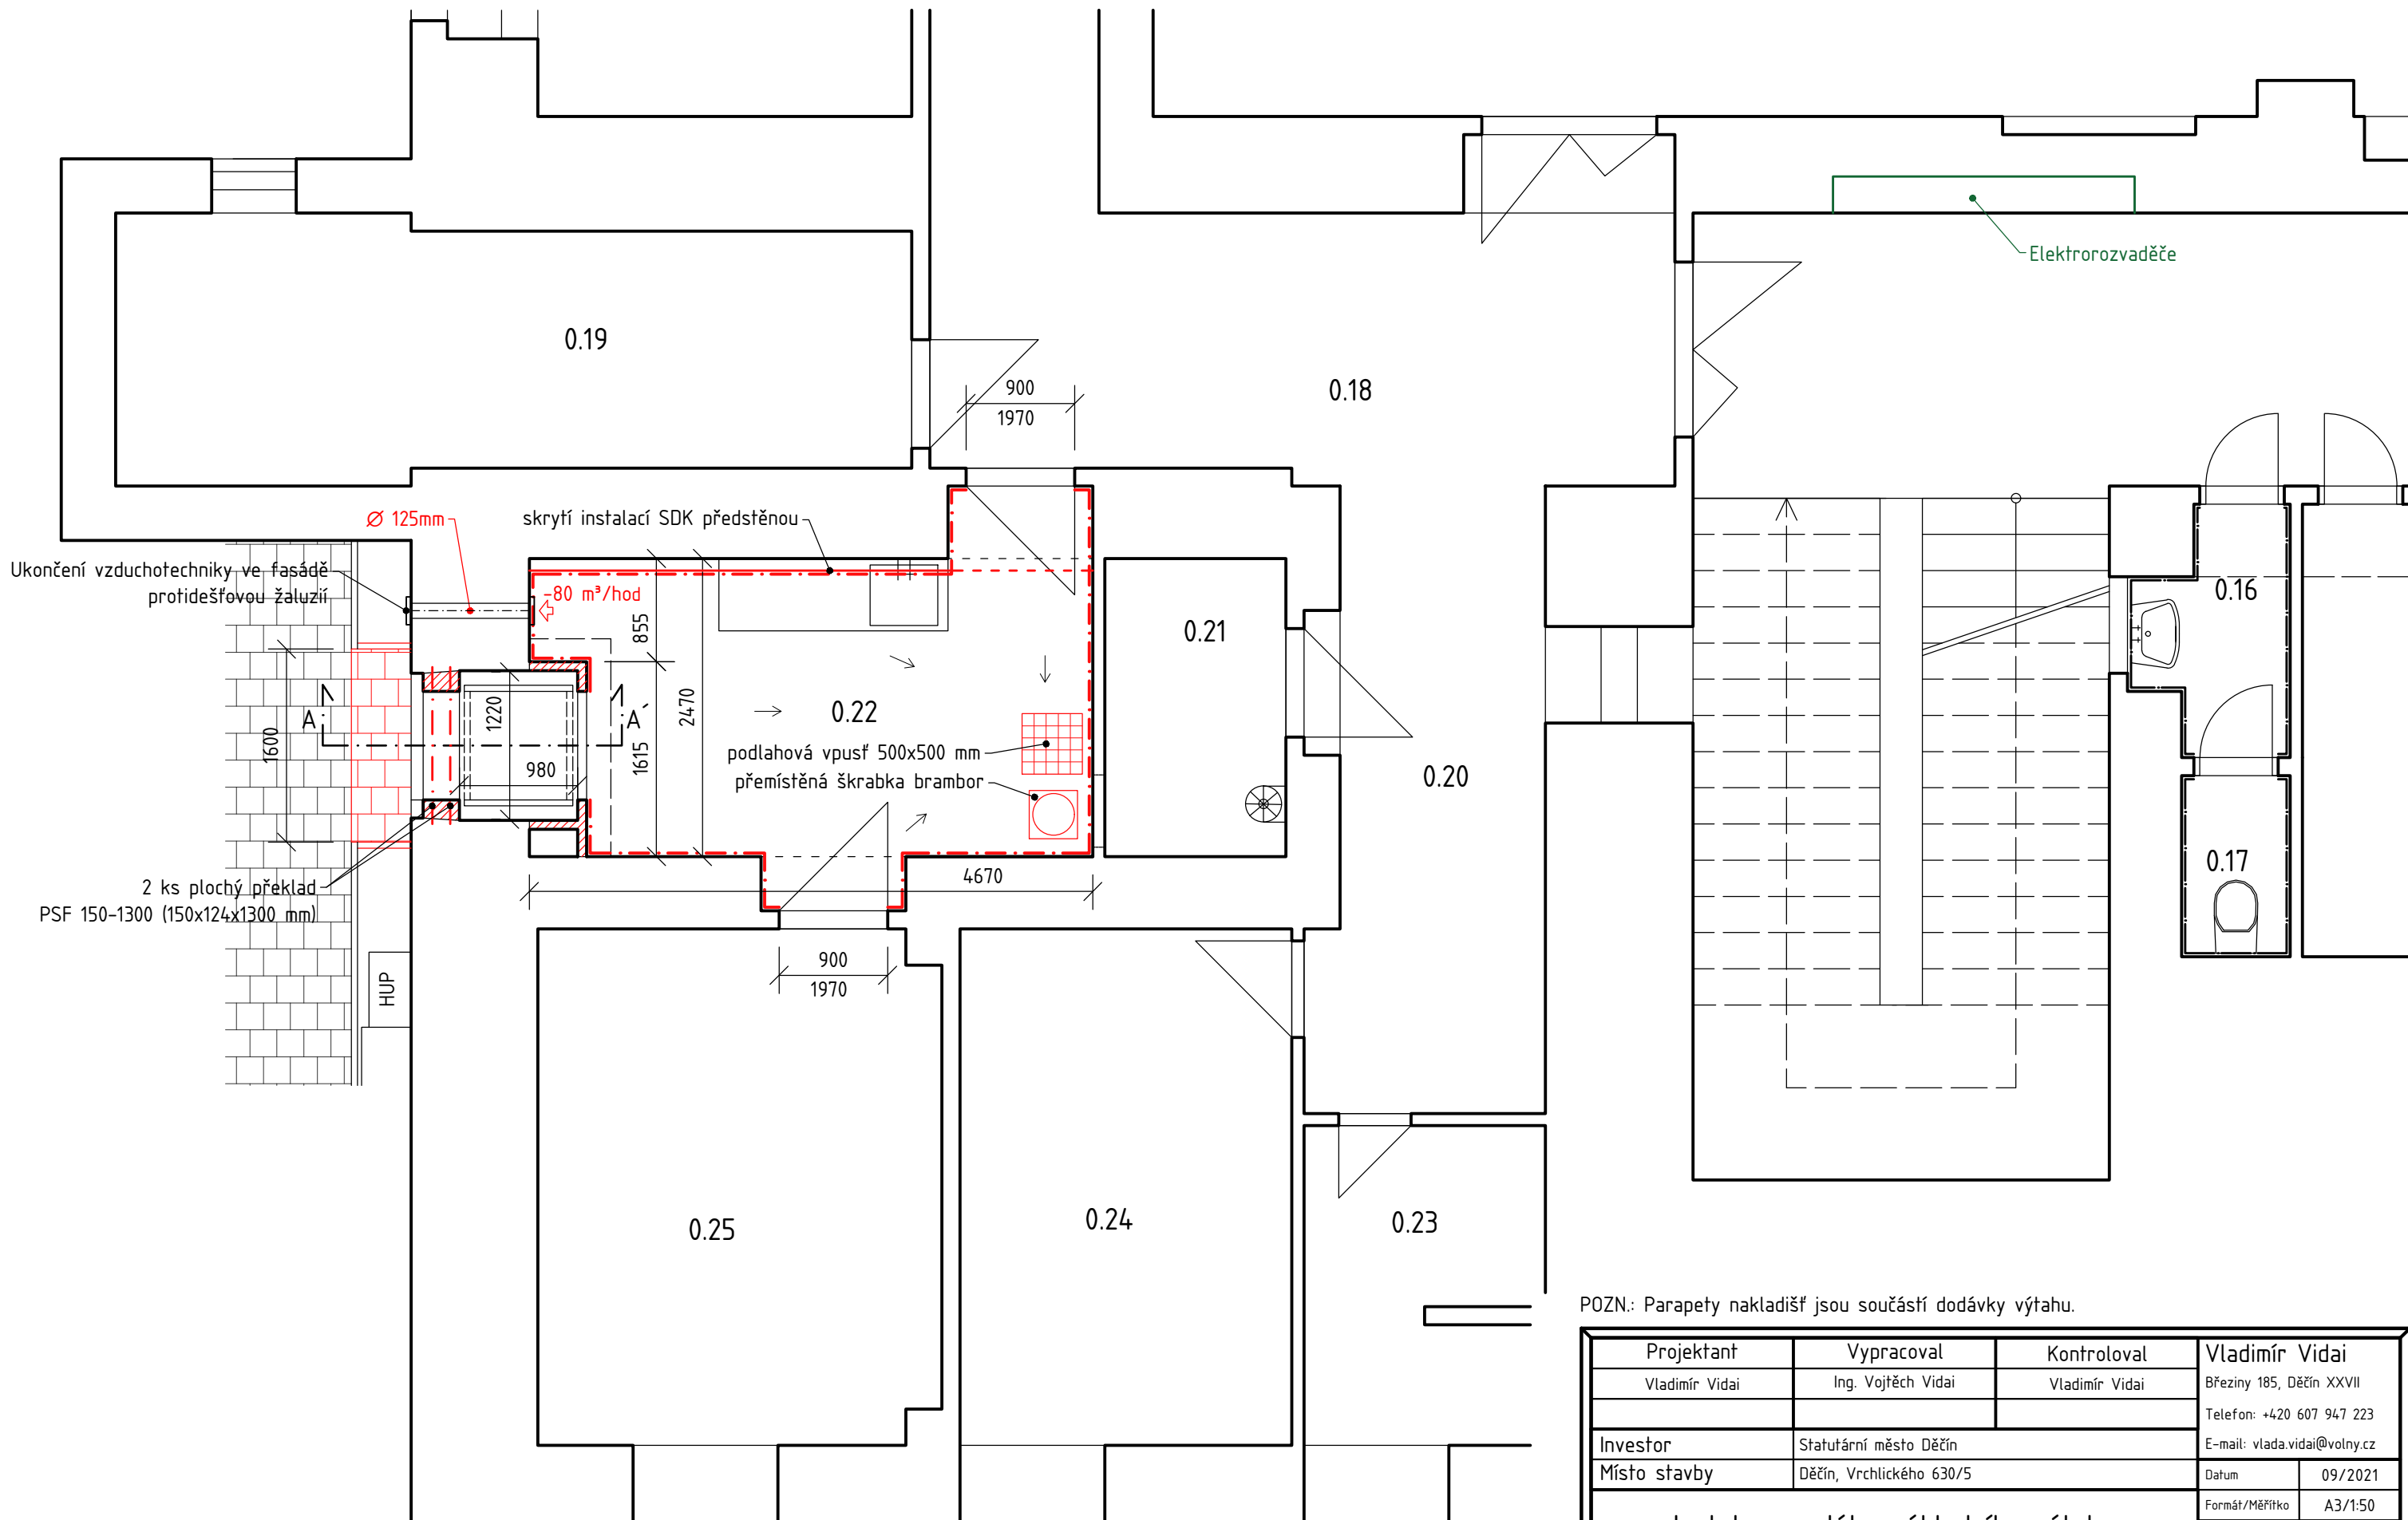 Elektrorozvaděče
0.19
0.18
900
1970
Ø 125mm
skrytí instalací SDK předstěnou
Ukončení vzduchotechniky ve fasádě
protidešťovou žaluzií
-80 m³/hod
855
2470
0.21
0.16
1600
A
A´
1220
980
1615
0.22
podlahová vpusť 500x500 mm
přemístěná škrabka brambor
0.20
0.17
4670
2 ks plochý překlad
PSF 150-1300 (150x124x1300 mm)
HUP
900
1970
0.25
0.24
0.23
POZN.: Parapety nakladišť jsou součástí dodávky výtahu.
Projektant Vypracoval Kontroloval Vladimír Vidai
Vladimír Vidai Ing. Vojtěch Vidai Vladimír Vidai Březiny 185, Děčín XXVII
Telefon: +420 607 947 223
Investor Statutární město Děčín E-mail: vlada.vidai@volny.cz
Místo stavby Děčín, Vrchlického 630/5 Datum 09/2021
Formát/Měřítko A3/1:50